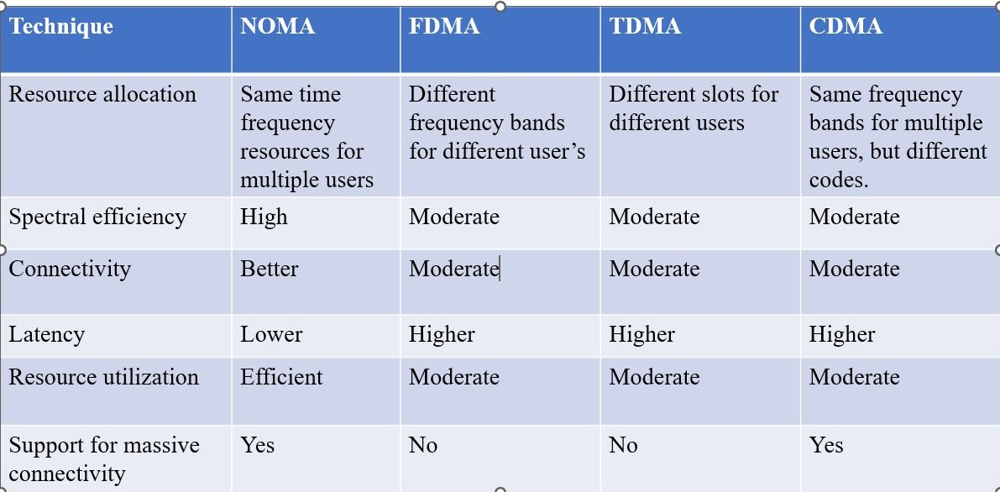 Technique NOMA FDMA TDMA CDMA
Resource allocation
Same time
frequency
resources for
multiple users
Different
frequency bands
for different user’s
Different slots for
different users
Same frequency
bands for multiple
users, but different
codes.
Spectral efficiency High Moderate Moderate Moderate
Connectivity Better Moderate Moderate Moderate
Latency Lower Higher Higher Higher
Resource utilization Efficient Moderate Moderate Moderate
Support for massive
connectivity
Yes No No Yes